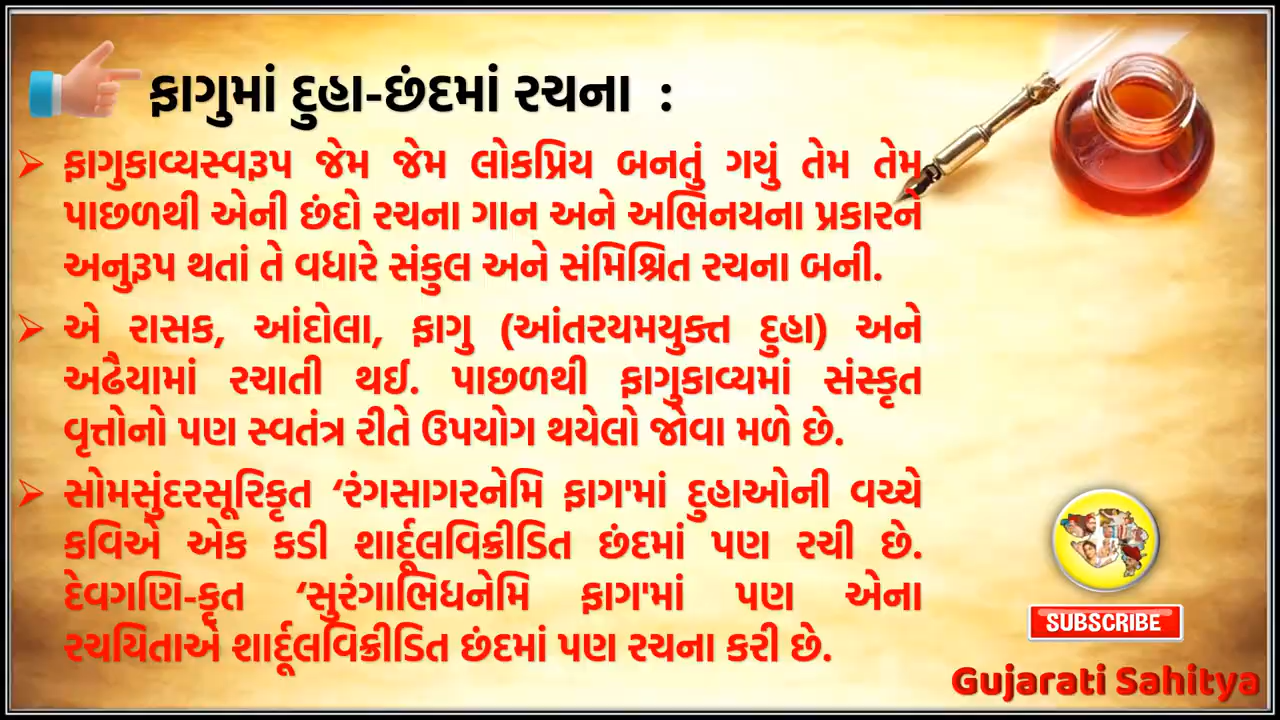 ફાગુમાં દુહા-છંદમાં રચના :
ફાગુકાવ્યસ્વરૂપ જેમ જેમ લોકપ્રિય બનતું ગયું તેમ તેમ
પાછળથી એની છંદો રચના ગાન અને અભિનયના પ્રકારને
અનુરૂપ થતાં તે વધારે સંકુલ અને સંમિશ્રિત રચના બની.
એ રાસક, આંદોલા, ફાગુ (આંતરયમયુક્ત દુહા) અને
અઢૈયામાં રચાતી થઈ. પાછળથી ફાગુકાવ્યમાં સંસ્કૃત
વૃત્તોનો પણ સ્વતંત્ર રીતે ઉપયોગ થયેલો જોવા મળે છે.
સોમસુંદરસૂરિકૃત ‘રંગસાગરનેમિ ફાગ'માં દુહાઓની વચ્ચે
કવિએ એક કડી શાર્દૂલવિક્રીડિત છંદમાં પણ રચી છે.
દેવગણિ-કૃત ‘સુરંગાભિધનેમિ ફાગ'માં પણ એના
રચયિતાએ શાર્દૂલવિક્રીડિત છંદમાં પણ રચના કરી છે.
SUBSCRIBE
Gujarati Sahitya